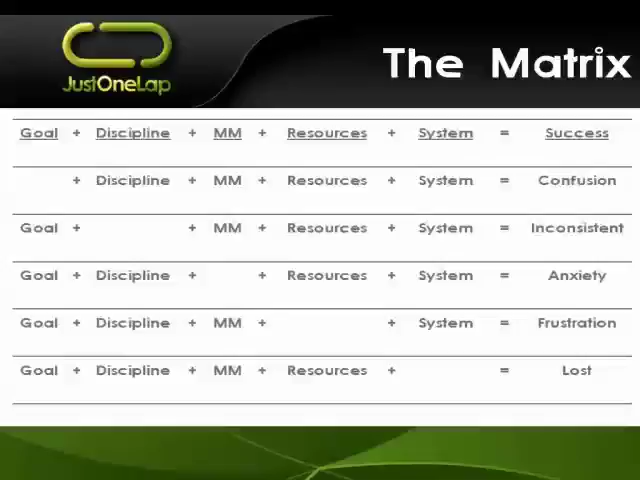 JustOneLap
The Matrix
Goal + Discipline + MM + Resources + System = Success
+ Discipline + MM + Resources + System = Confusion
Goal + + MM + Resources + System = Inconsistent
Goal + Discipline + + Resources + System = Anxiety
Goal + Discipline + MM + + System = Frustration
Goal + Discipline + MM + Resources + = Lost